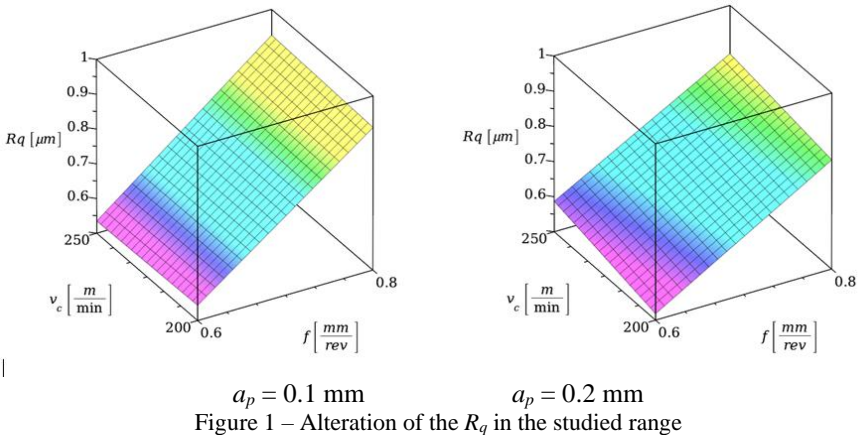 1
0.9
0.8
Rq [μm]
0.7
0.6
250
v_c [m/min]
200
0.6
f [mm/rev]
0.8
1
0.9
0.8
Rq [μm]
0.7
0.6
250
v_c [m/min]
200
0.6
f [mm/rev]
0.8
a_p = 0.1 mm
a_p = 0.2 mm
Figure 1 – Alteration of the R_q in the studied range